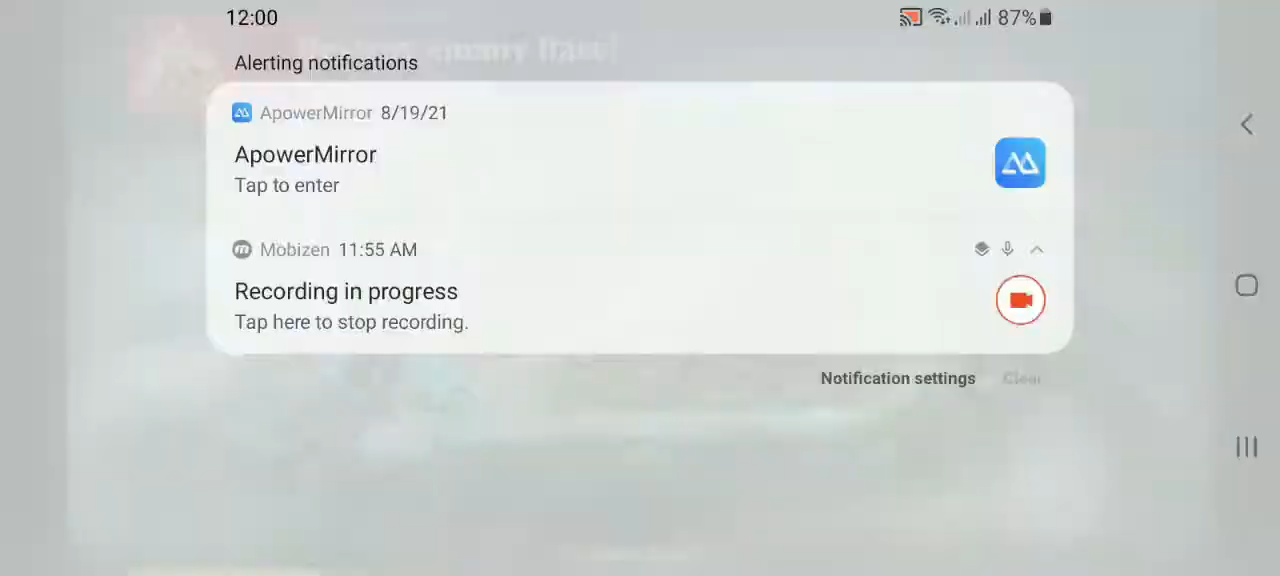 12:00
87%
Alerting notifications
ApowerMirror 8/19/21
ApowerMirror
Tap to enter
Mobizen 11:55 AM
Recording in progress
Tap here to stop recording.
Notification settings Clear